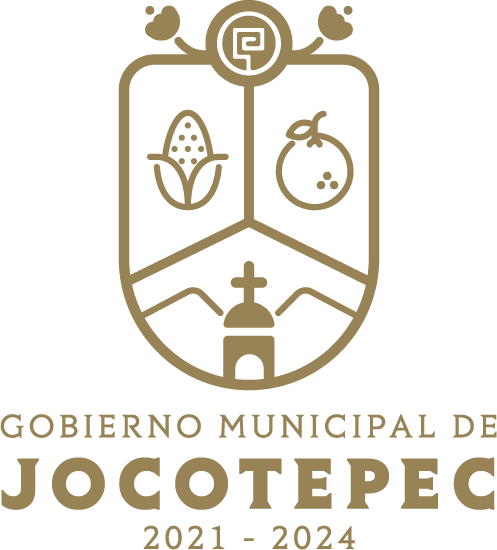 GOBIERNO MUNICIPAL DE
JOCOTEPEC
2021 - 2024